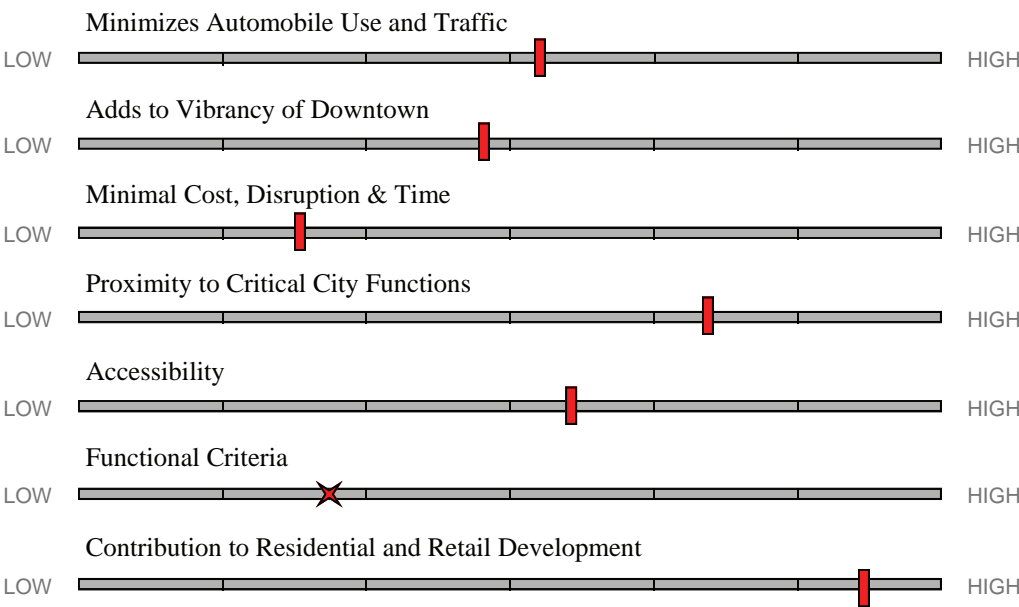 Minimizes Automobile Use and Traffic
LOW HIGH
Adds to Vibrancy of Downtown
LOW HIGH
Minimal Cost, Disruption & Time
LOW HIGH
Proximity to Critical City Functions
LOW HIGH
Accessibility
LOW HIGH
Functional Criteria
LOW HIGH
Contribution to Residential and Retail Development
LOW HIGH